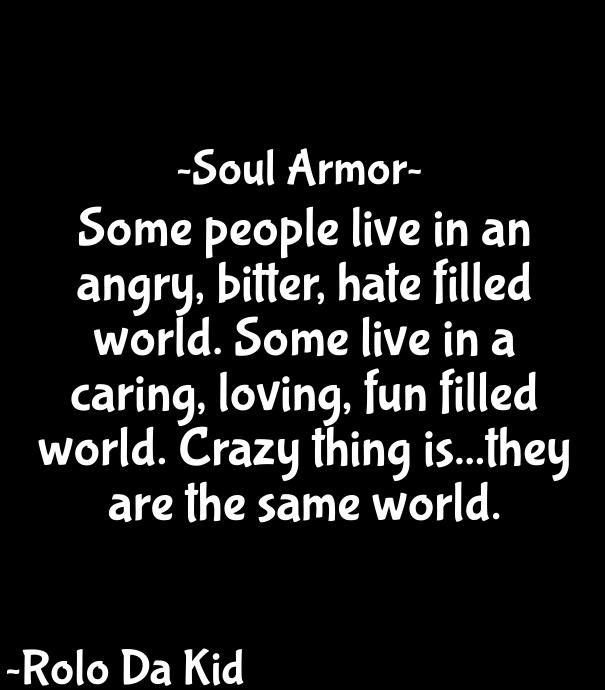 ~Soul Armor~
Some people live in an
angry, bitter, hate filled
world. Some live in a
caring, loving, fun filled
world. Crazy thing is...they
are the same world.
~Rolo Da Kid